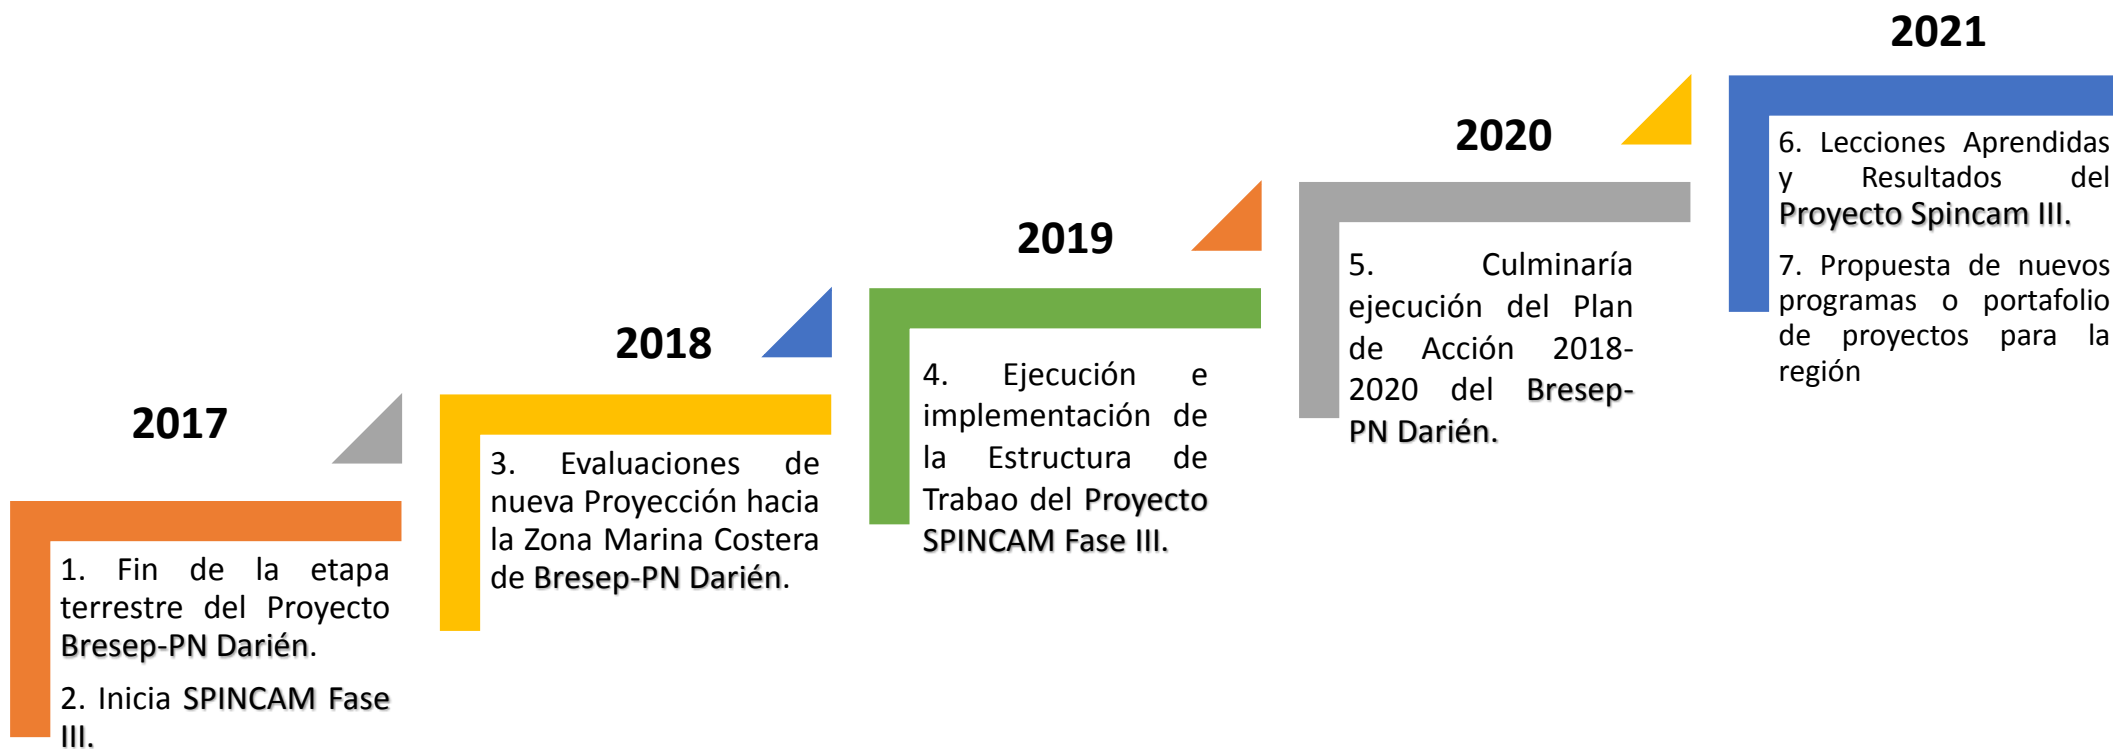 2017
1. Fin de la etapa
terrestre del Proyecto
Bresep-PN Darién.
2. Inicia SPINCAM Fase
III.
2018
3. Evaluaciones de
nueva Proyección hacia
la Zona Marina Costera
de Bresep-PN Darién.
2019
4. Ejecución e
implementación de
la Estructura de
Trabao del Proyecto
SPINCAM Fase III.
2020
5. Culminaría
ejecución del Plan
de Acción 2018-
2020 del Bresep-
PN Darién.
2021
6. Lecciones Aprendidas
y Resultados del
Proyecto Spincam III.
7. Propuesta de nuevos
programas o portafolio
de proyectos para la
región